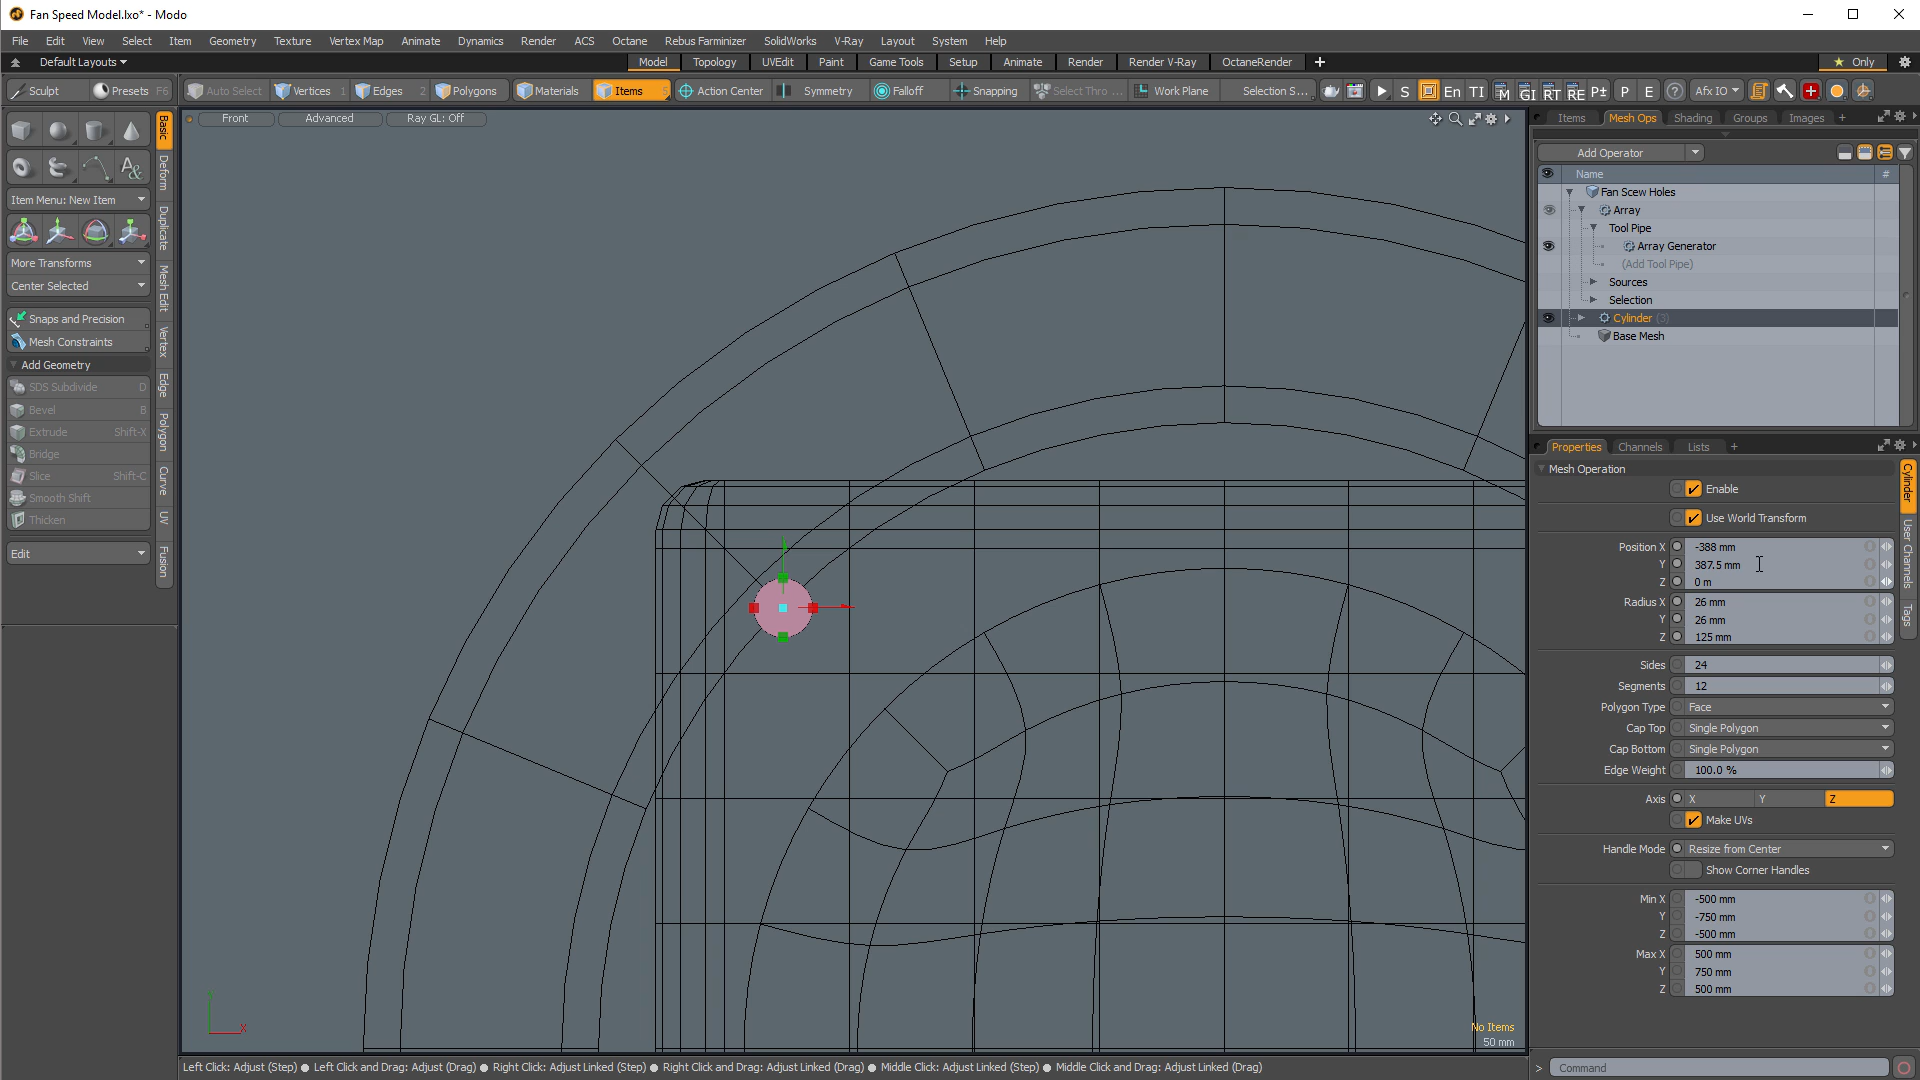 Fan Speed Model.lxo* - Modo
File Edit View Select Item Geometry Texture Vertex Map Animate Dynamics Render ACS Octane Rebus Farminizer SolidWorks V-Ray Layout System Help
Default Layouts Model Topology UVEdit Paint Game Tools Setup Animate Render Render V-Ray OctaneRender + Only
Sculpt Presets F6 Auto Select Vertices 1 Edges 2 Polygons Materials Items 5 Action Center Symmetry Falloff Snapping Select Thro ... Work Plane Selection S... S En TI M GI RT RE P± P E ? Afx IO
Front Advanced Ray GL: Off
Basic
Deform
Duplicate
Mesh Edit
Vertex
Edge
Polygon
Curve
UV
Fusion
Item Menu: New Item
More Transforms
Center Selected
Snaps and Precision
Mesh Constraints
Add Geometry
SDS Subdivide D
Bevel B
Extrude Shift-X
Bridge
Slice Shift-C
Smooth Shift
Thicken
Edit
X
No Items
50 mm
Items Mesh Ops Shading Groups Images +
Add Operator
Name #
Fan Scew Holes
Array
Tool Pipe
Array Generator
(Add Tool Pipe)
Sources
Selection
Cylinder (3)
Base Mesh
Properties Channels Lists +
Mesh Operation
Enable
Use World Transform
Position X -388 mm
Y 387.5 mm
Z 0 m
Radius X 26 mm
Y 26 mm
Z 125 mm
Sides 24
Segments 12
Polygon Type Face
Cap Top Single Polygon
Cap Bottom Single Polygon
Edge Weight 100.0 %
Axis X Y Z
Make UVs
Handle Mode Resize from Center
Show Corner Handles
Min X -500 mm
Y -750 mm
Z -500 mm
Max X 500 mm
Y 750 mm
Z 500 mm
Cylinder
User Channels
Tags
Left Click: Adjust (Step) ● Left Click and Drag: Adjust (Drag) ● Right Click: Adjust Linked (Step) ● Right Click and Drag: Adjust Linked (Drag) ● Middle Click: Adjust Linked (Step) ● Middle Click and Drag: Adjust Linked (Drag)
> Command